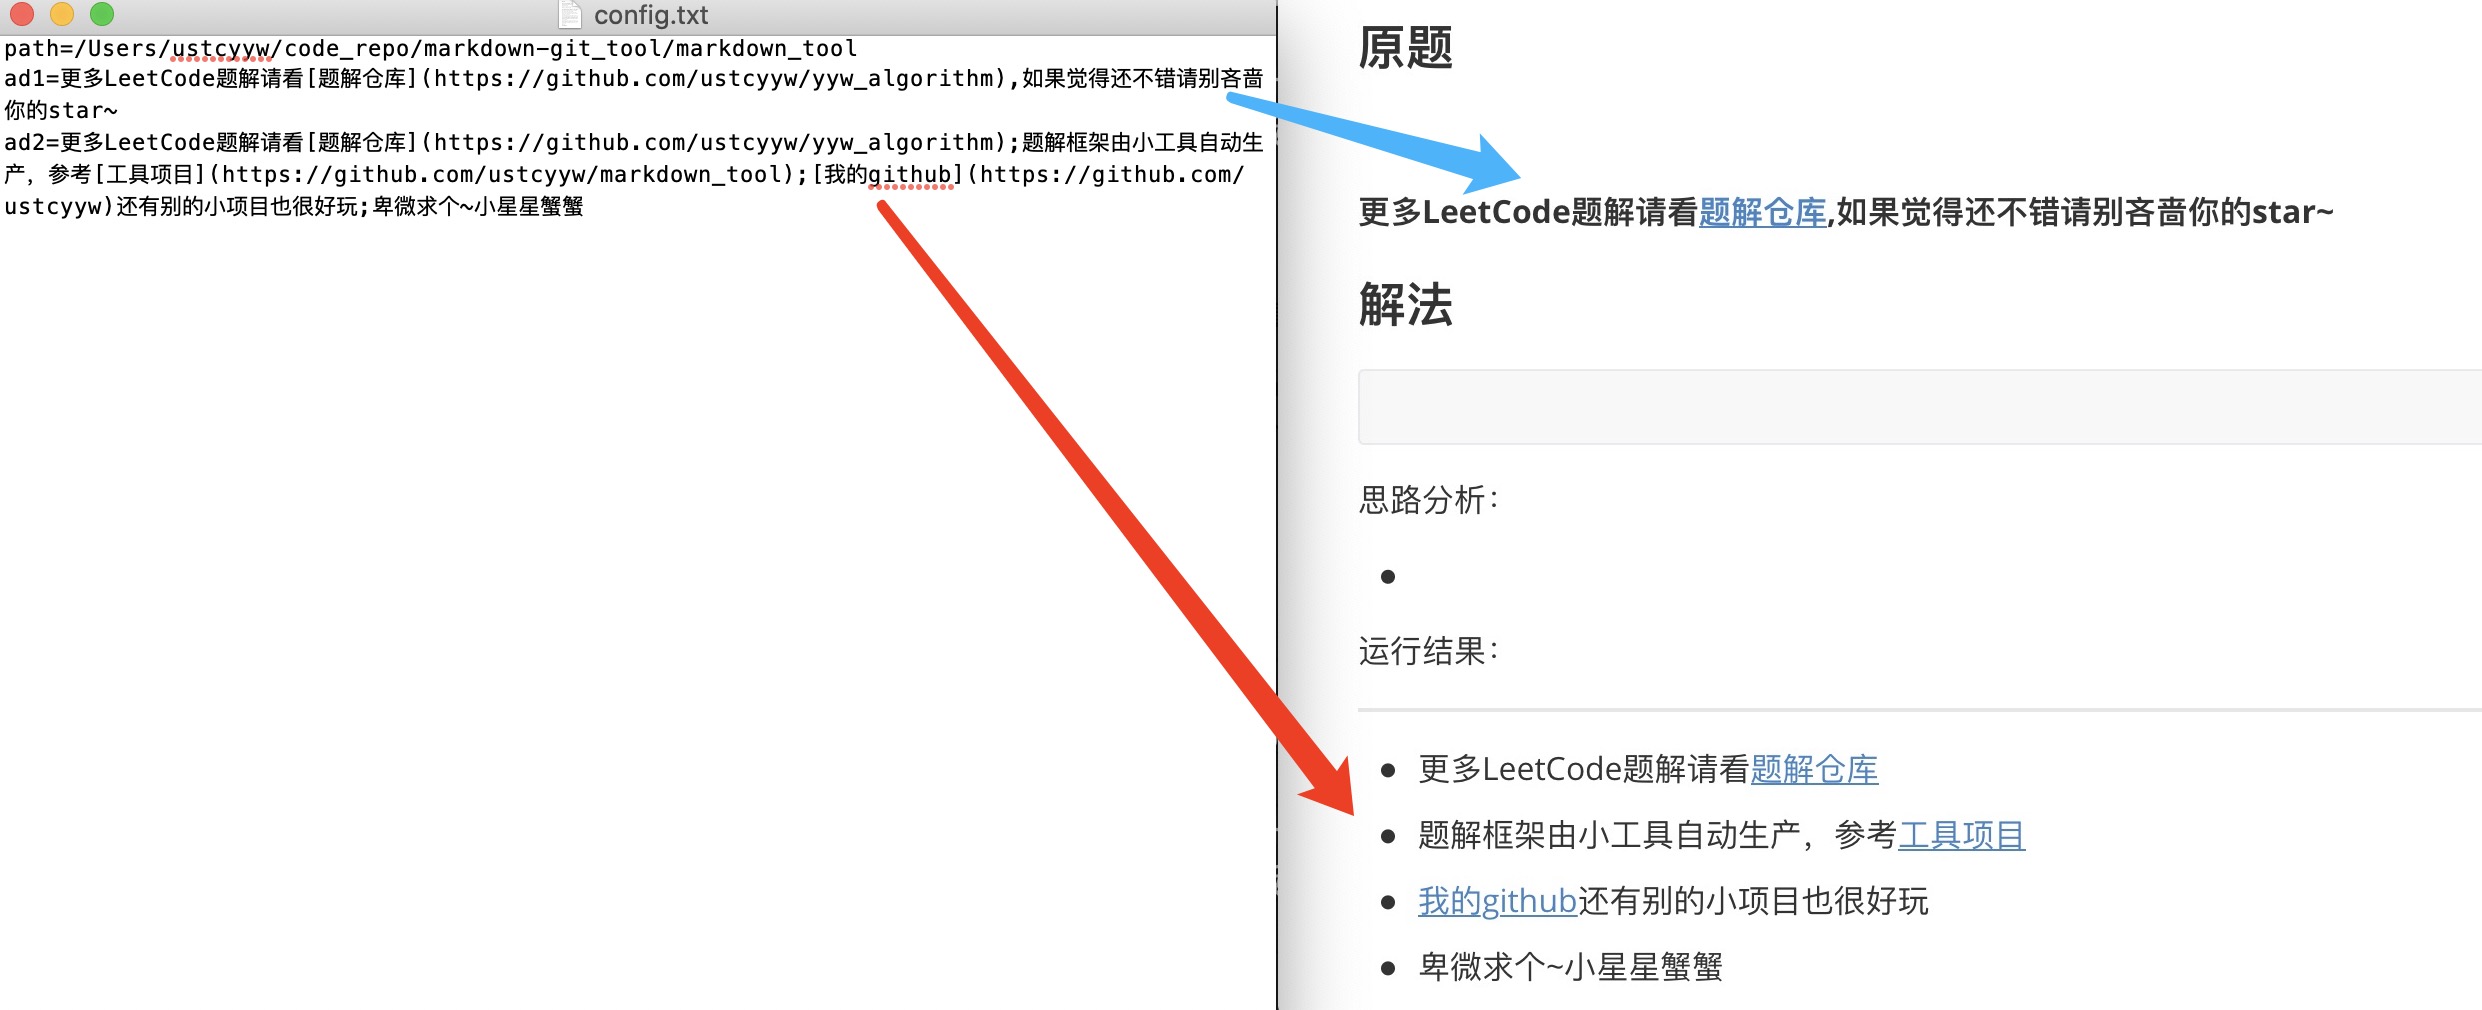 config.txt
path=/Users/ustcyyw/code_repo/markdown-git_tool/markdown_tool
ad1=更多LeetCode题解请看[题解仓库](https://github.com/ustcyyw/yyw_algorithm),如果觉得还不错请别吝啬
你的star~
ad2=更多LeetCode题解请看[题解仓库](https://github.com/ustcyyw/yyw_algorithm);题解框架由小工具自动生
产，参考[工具项目](https://github.com/ustcyyw/markdown_tool);[我的github](https://github.com/
ustcyyw)还有别的小项目也很好玩;卑微求个~小星星蟹蟹
原题
更多LeetCode题解请看题解仓库,如果觉得还不错请别吝啬你的star~
解法
思路分析：
运行结果：
更多LeetCode题解请看题解仓库
题解框架由小工具自动生产，参考工具项目
我的github还有别的小项目也很好玩
卑微求个~小星星蟹蟹